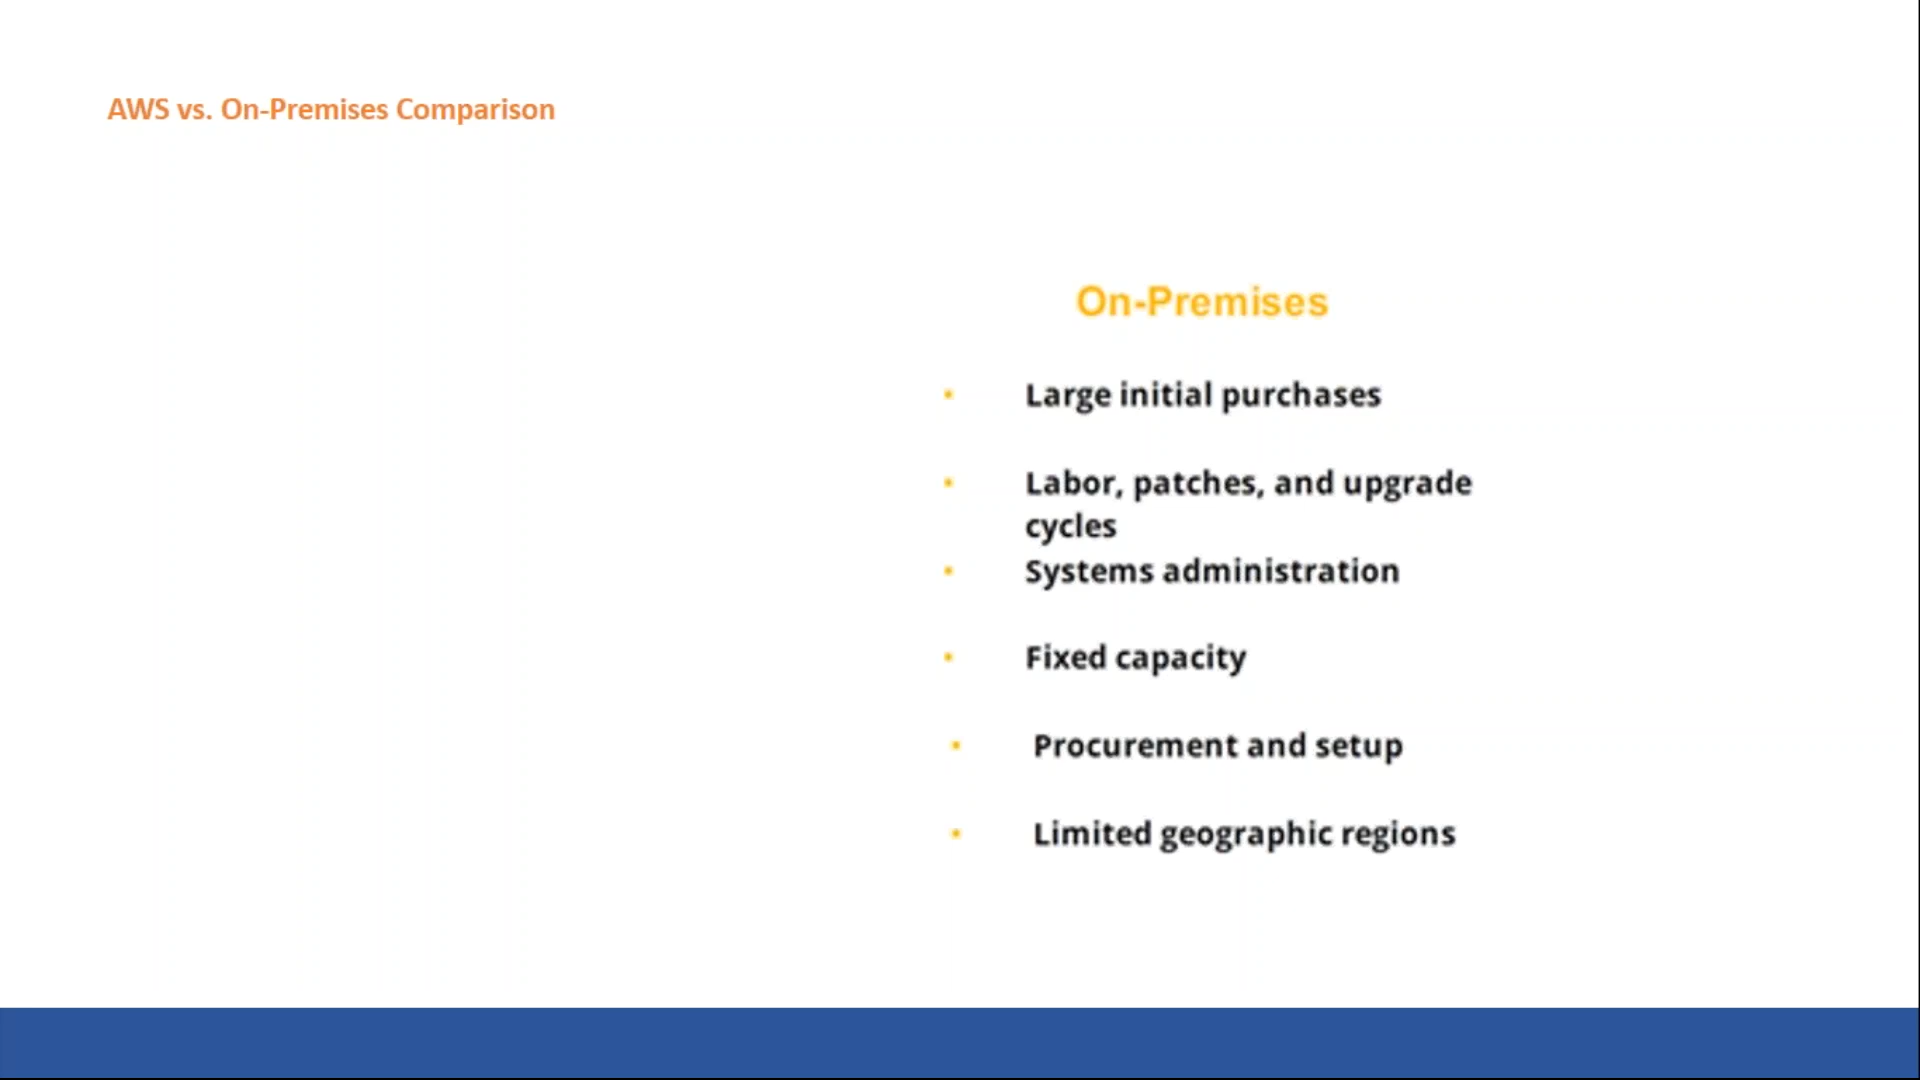 AWS vs. On-Premises Comparison
On-Premises
Large initial purchases
Labor, patches, and upgrade
cycles
Systems administration
Fixed capacity
Procurement and setup
Limited geographic regions